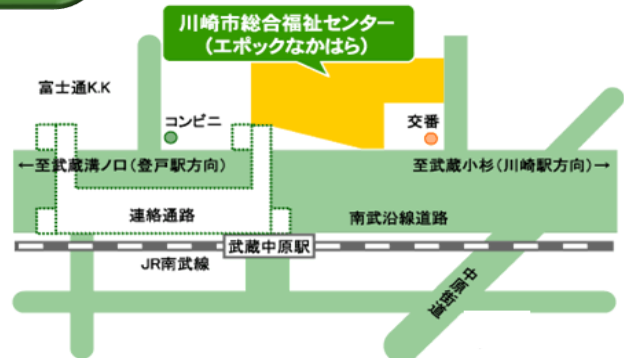 川崎市総合福祉センター
（エポックなかはら）
富士通K.K
コンビニ
交番
←至武蔵溝ノ口（登戸駅方向）
至武蔵小杉（川崎駅方向）→
連絡通路
南武沿線道路
武蔵中原駅
JR南武線
中原街道